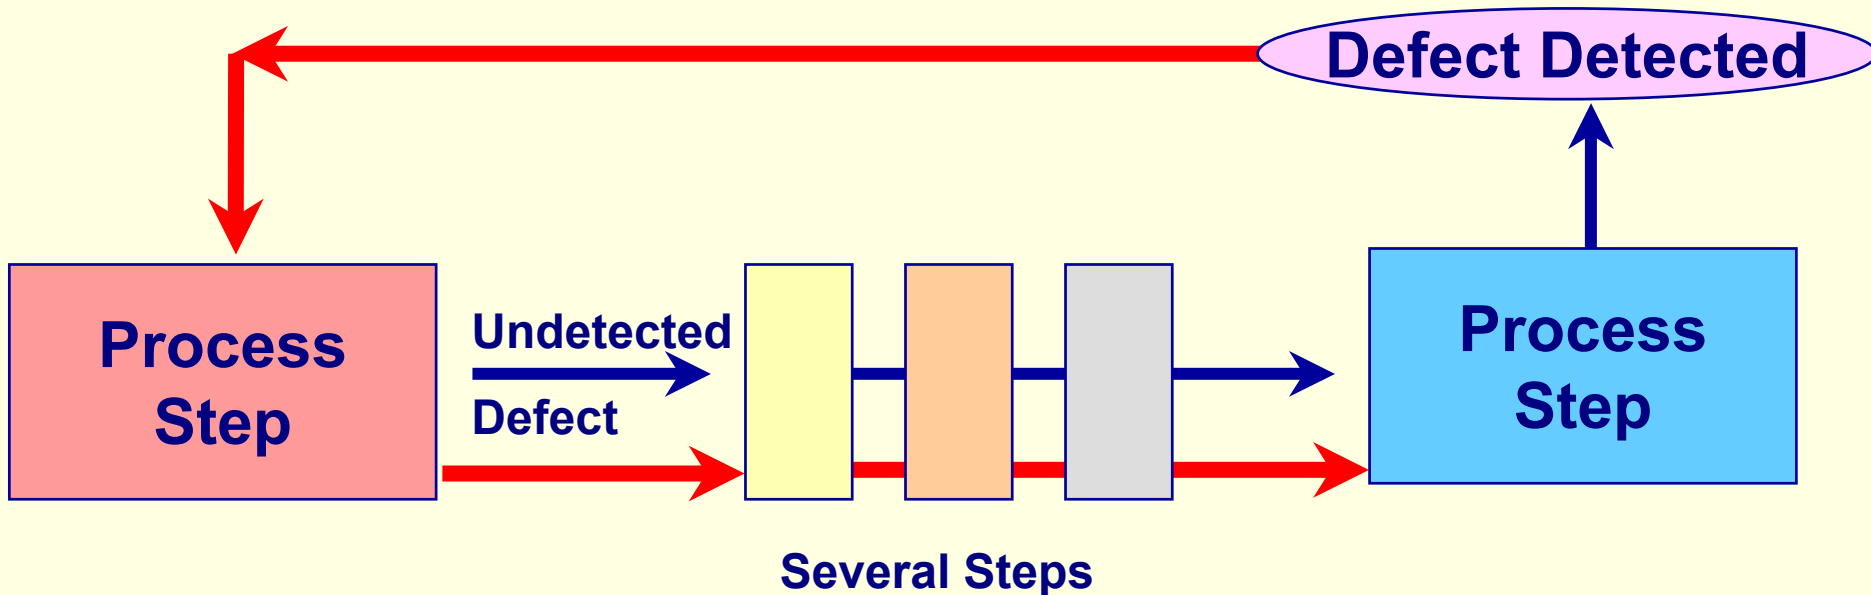 Defect Detected
Process
Step
Undetected
Defect
Process
Step
Several Steps